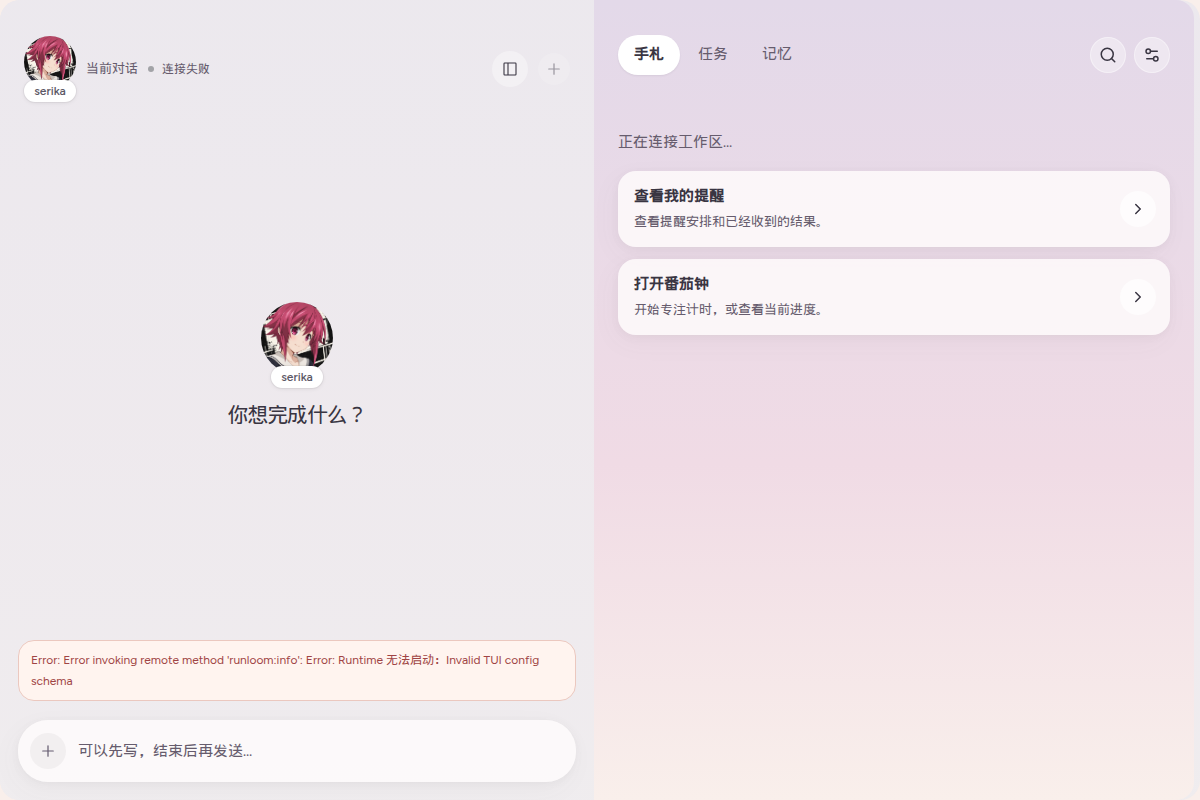 当前对话 连接失败
serika
serika
你想完成什么？
Error: Error invoking remote method 'runloom:info': Error: Runtime 无法启动：Invalid TUI config
schema
可以先写，结束后再发送...
手札 任务 记忆
正在连接工作区...
查看我的提醒
查看提醒安排和已经收到的结果。
打开番茄钟
开始专注计时，或查看当前进度。